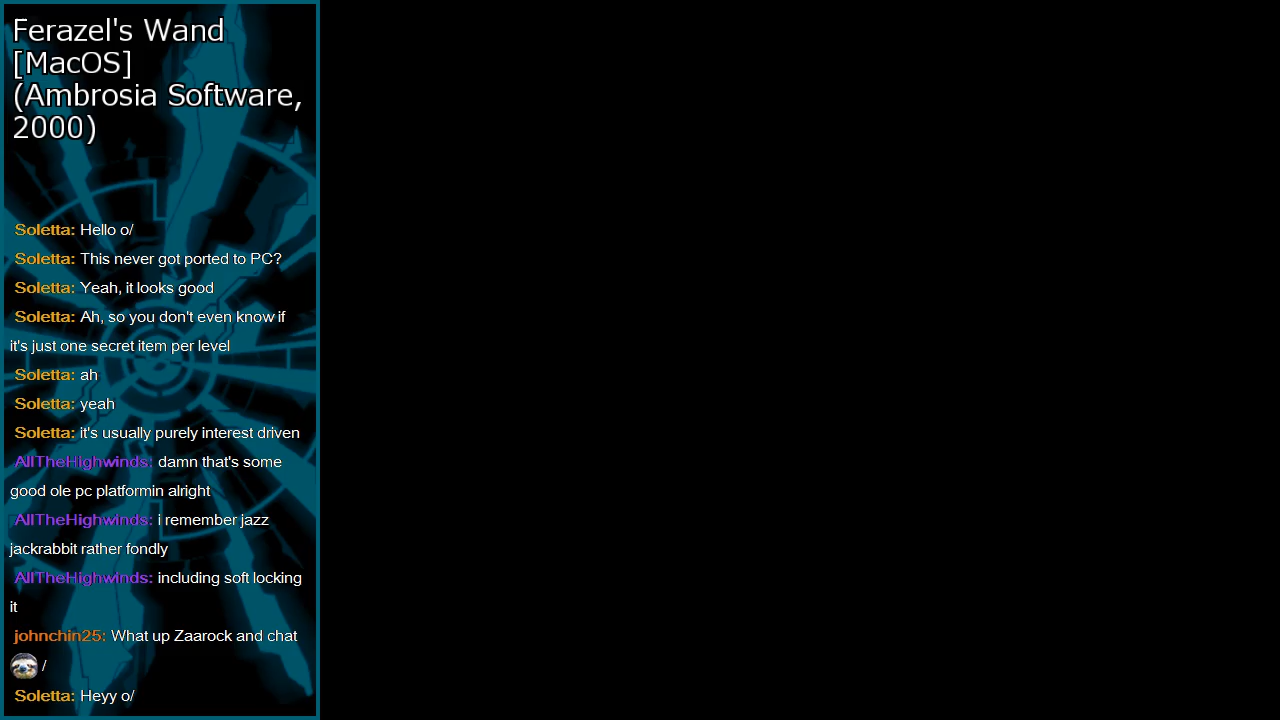 Ferazel's Wand
[MacOS]
(Ambrosia Software,
2000)
Soletta: Hello o/
Soletta: This never got ported to PC?
Soletta: Yeah, it looks good
Soletta: Ah, so you don't even know if
it's just one secret item per level
Soletta: ah
Soletta: yeah
Soletta: it's usually purely interest driven
AllTheHighwinds: damn that's some
good ole pc platformin alright
AllTheHighwinds: i remember jazz
jackrabbit rather fondly
AllTheHighwinds: including soft locking
it
johnchin25: What up Zaarock and chat
/
Soletta: Heyy o/